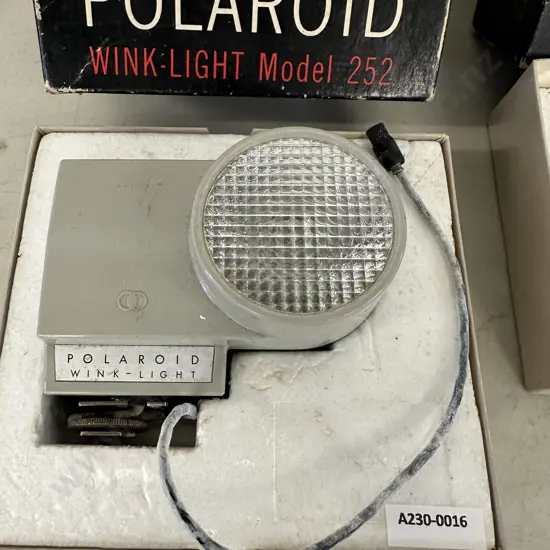 POLAROID
WINK-LIGHT Model 252
POLAROID
WINK-LIGHT
A230-0016